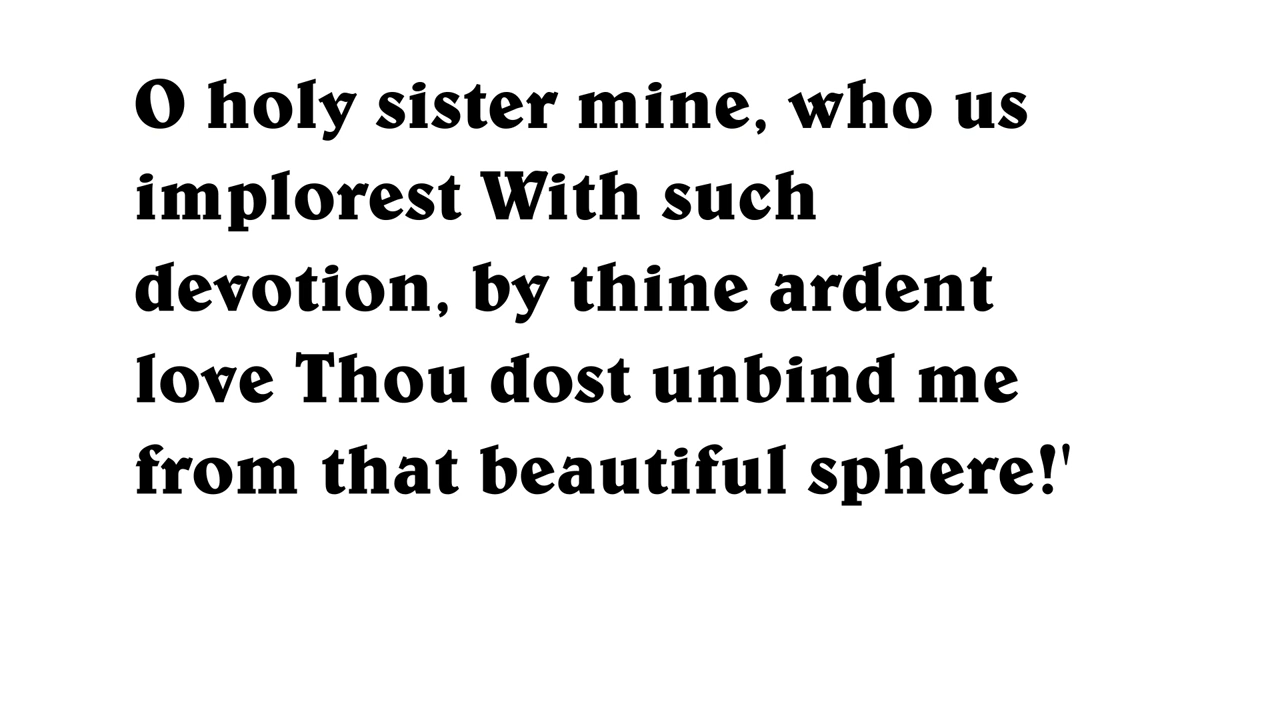 O holy sister mine, who us
implorest With such
devotion, by thine ardent
love Thou dost unbind me
from that beautiful sphere!'